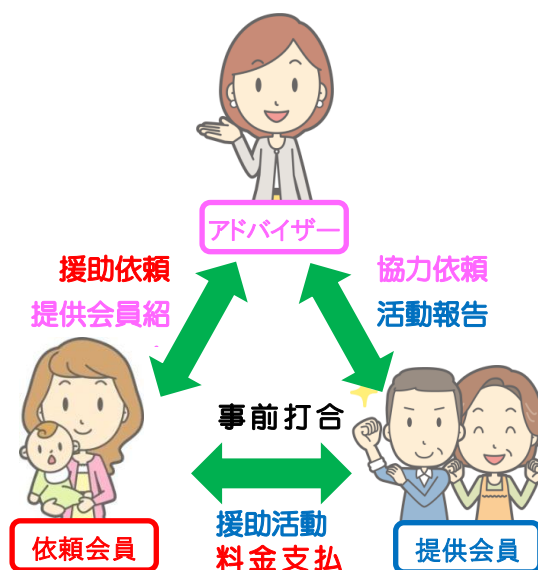 アドバイザー
援助依頼
提供会員紹
協力依頼
活動報告
事前打合
援助活動
料金支払
依頼会員
提供会員